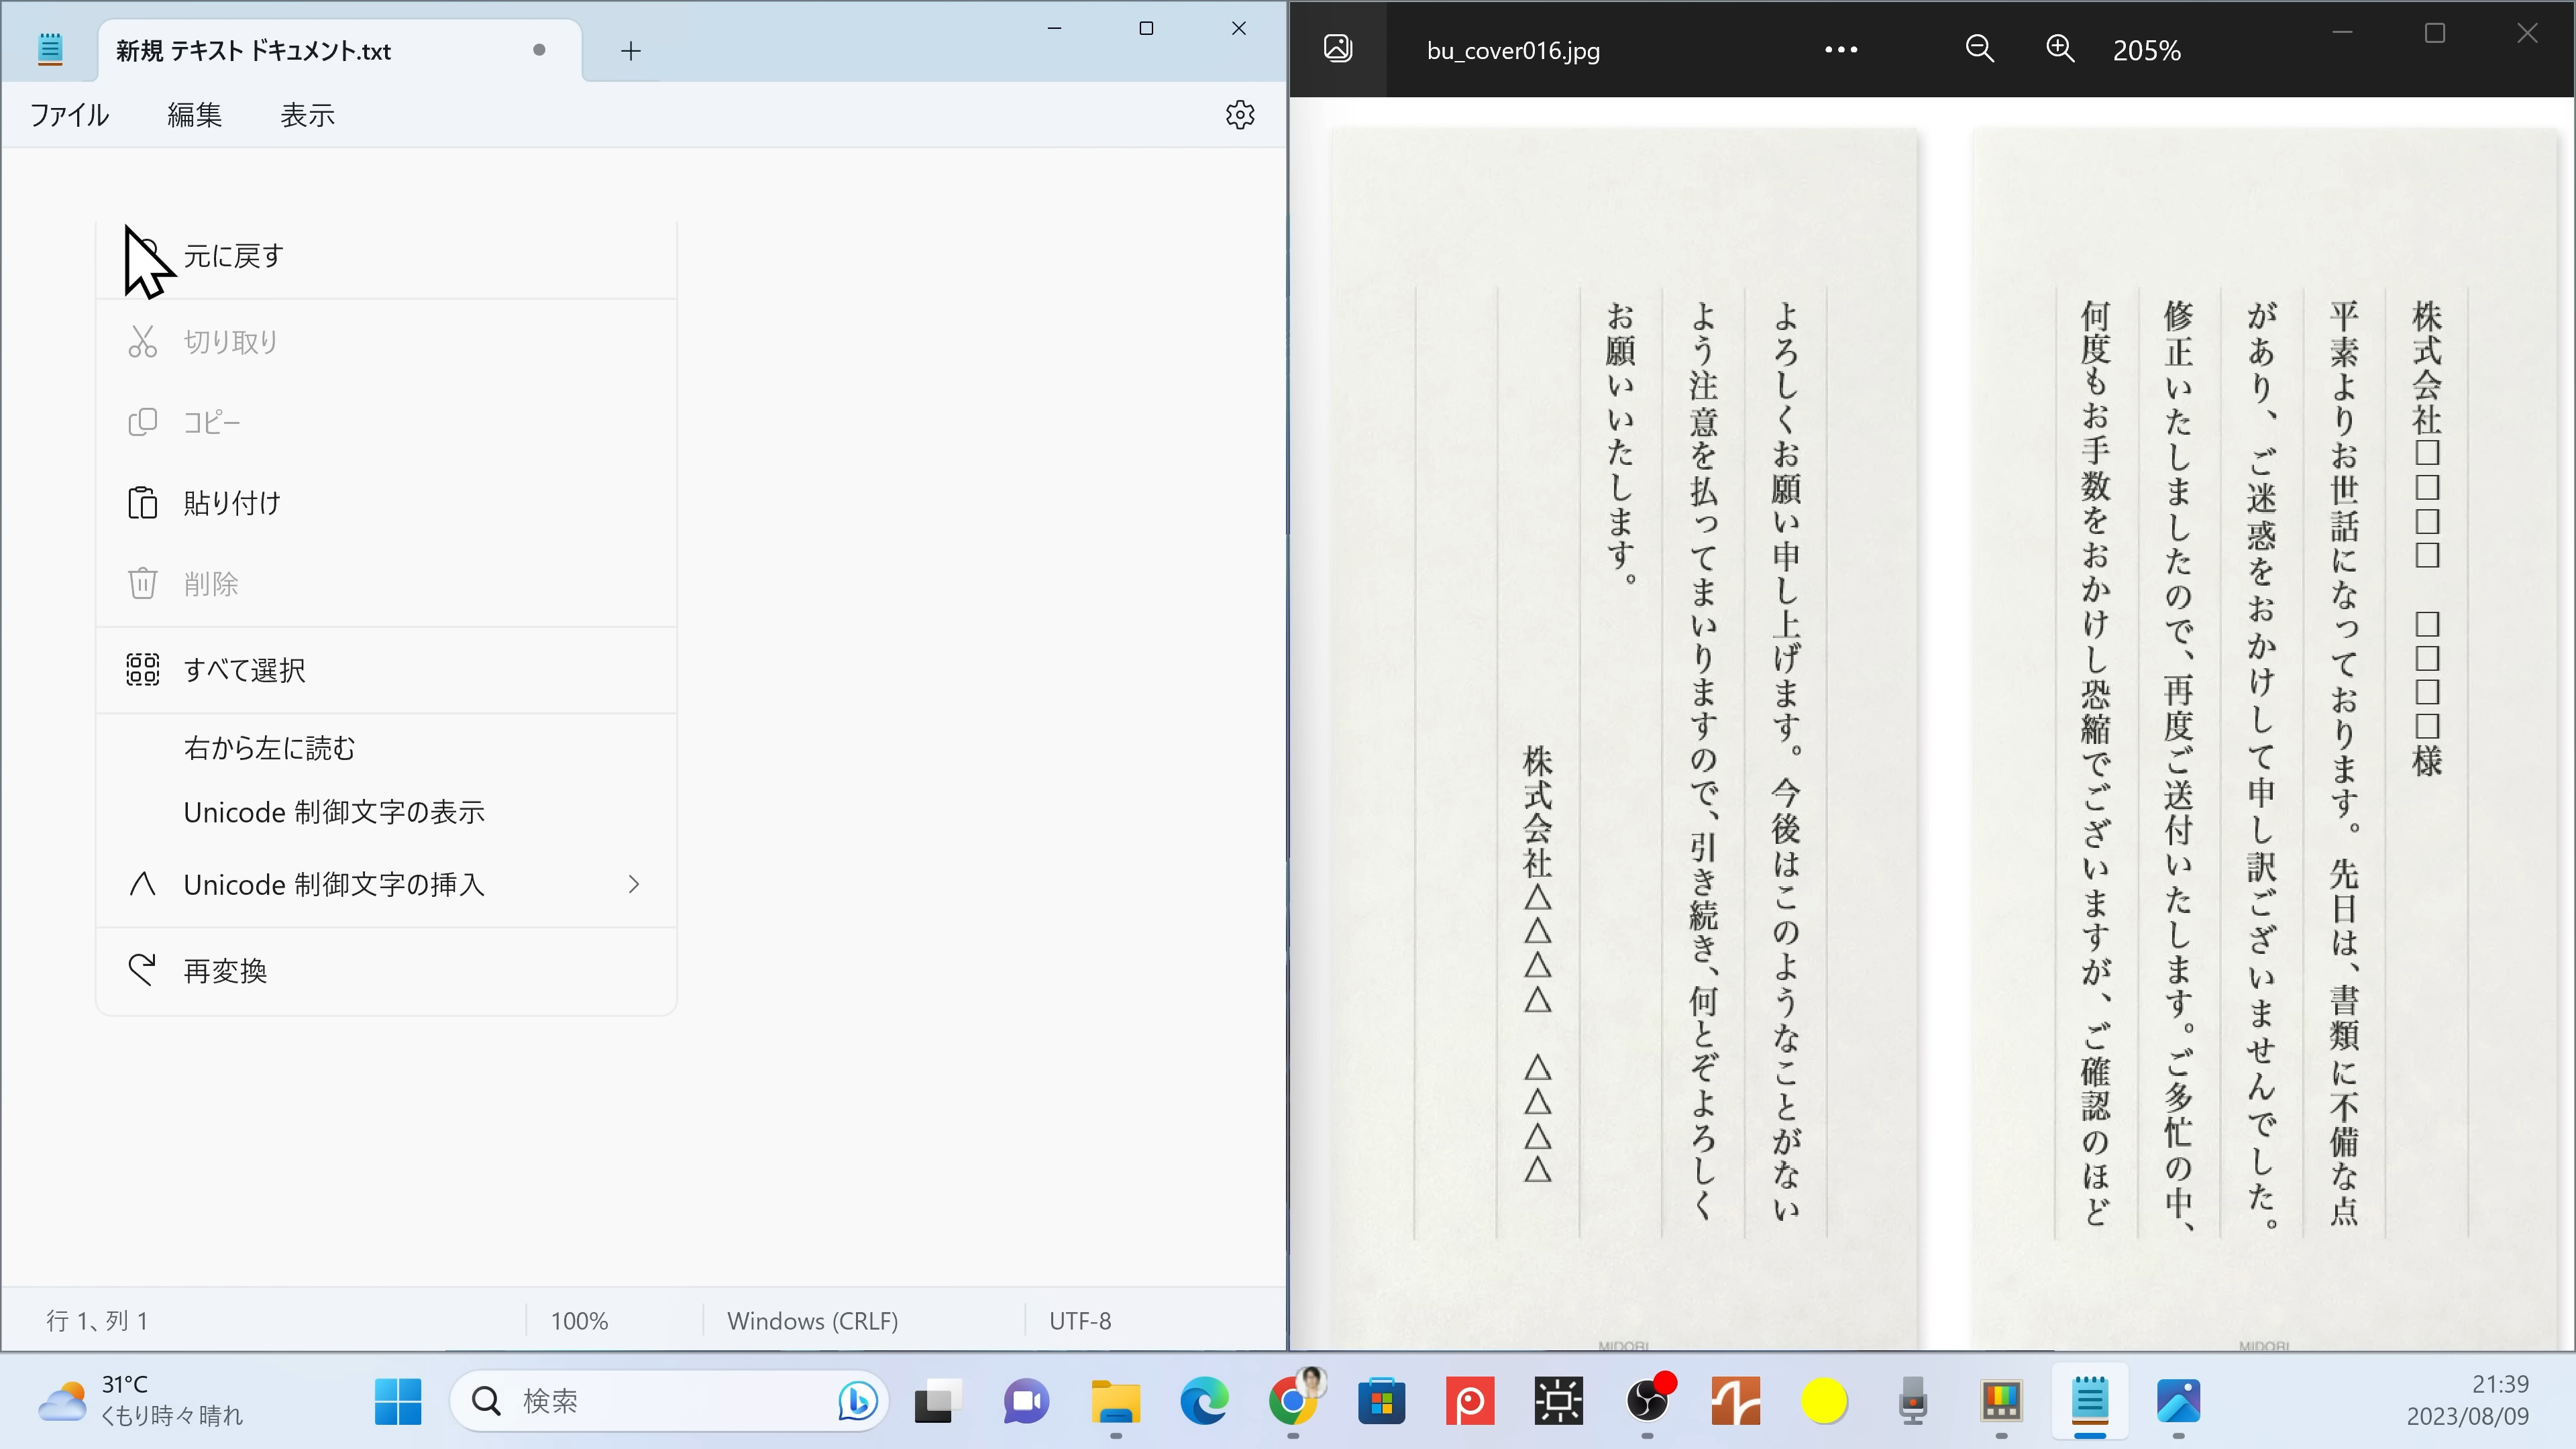 新規 テキスト ドキュメント.txt
ファイル 編集 表示
元に戻す
切り取り
コピー
貼り付け
削除
すべて選択
右から左に読む
Unicode 制御文字の表示
Unicode 制御文字の挿入
再変換
行 1、列 1 100% Windows (CRLF) UTF-8
bu_cover016.jpg 205%
株式会社□□□□ □□□□様
平素よりお世話になっております。先日は、書類に不備な点
があり、ご迷惑をおかけして申し訳ございませんでした。
修正いたしましたので、再度ご送付いたします。ご多忙の中、
何度もお手数をおかけし恐縮でございますが、ご確認のほど
MIDORI
よろしくお願い申し上げます。今後はこのようなことがない
よう注意を払ってまいりますので、引き続き、何とぞよろしく
お願いいたします。
株式会社△△△△ △△△△
MIDORI
31°C
くもり時々晴れ
検索
21:39
2023/08/09